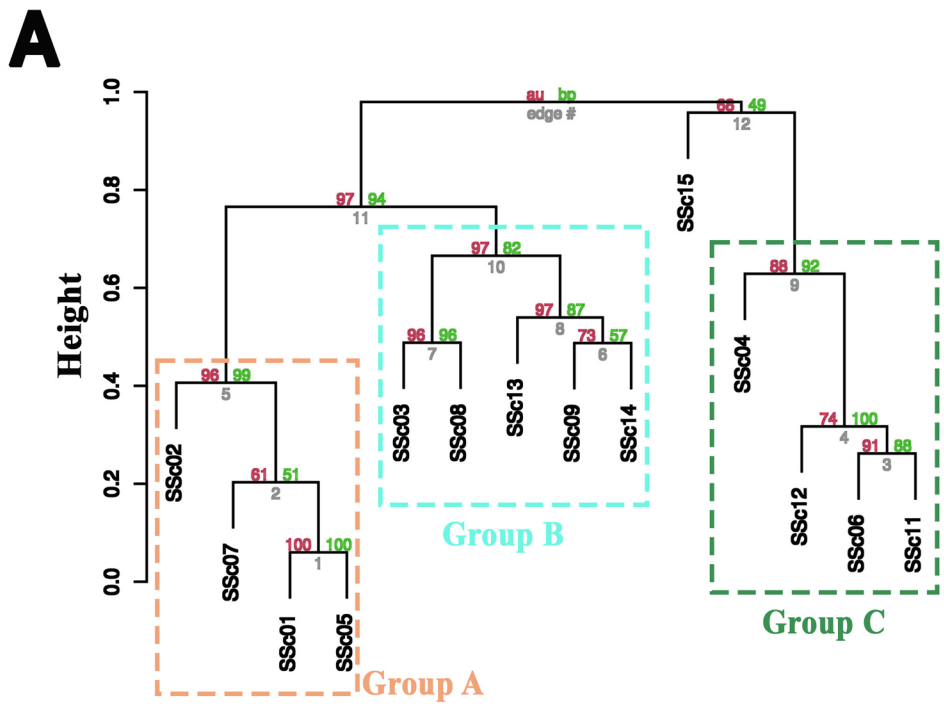 A
au bp
edge #
1.0
68 49
12
0.8
97 94
11
SSc15
97 82
10
88 92
9
0.6
Height
97 87
8
96 96
7
73 57
6
SSc04
0.4
96 99
5
SSc13
SSc03
SSc08
SSc09
SSc14
74 100
4
91 88
3
SSc02
0.2
61 51
2
SSc12
Group B
SSc07
SSc06
SSc11
100 100
1
0.0
SSc01
SSc05
Group C
Group A